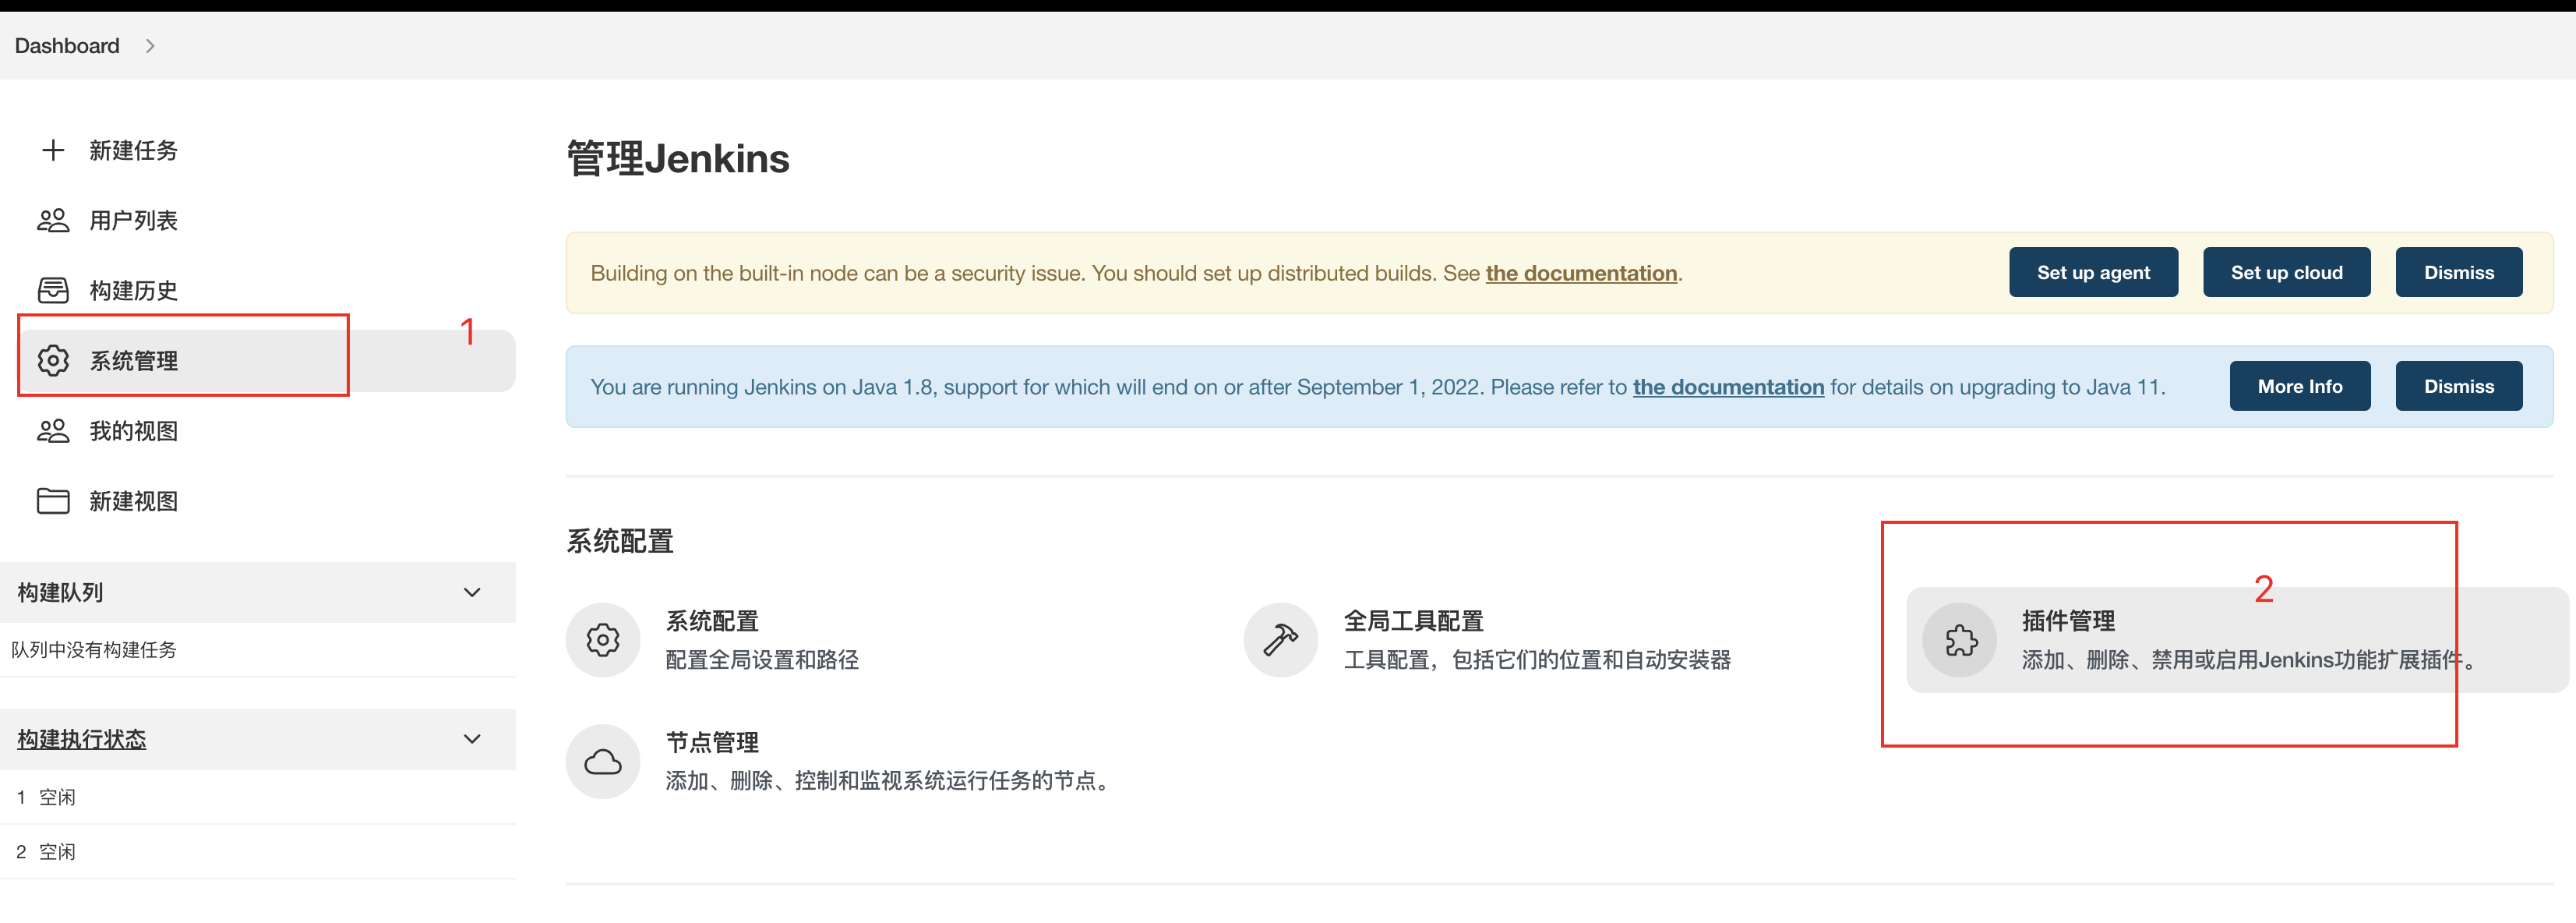 Dashboard
新建任务
用户列表
构建历史
系统管理
1
我的视图
新建视图
构建队列
队列中没有构建任务
构建执行状态
1 空闲
2 空闲
管理Jenkins
Building on the built-in node can be a security issue. You should set up distributed builds. See the documentation.
Set up agent
Set up cloud
Dismiss
You are running Jenkins on Java 1.8, support for which will end on or after September 1, 2022. Please refer to the documentation for details on upgrading to Java 11.
More Info
Dismiss
系统配置
系统配置
配置全局设置和路径
全局工具配置
工具配置，包括它们的位置和自动安装器
2
插件管理
添加、删除、禁用或启用Jenkins功能扩展插件。
节点管理
添加、删除、控制和监视系统运行任务的节点。